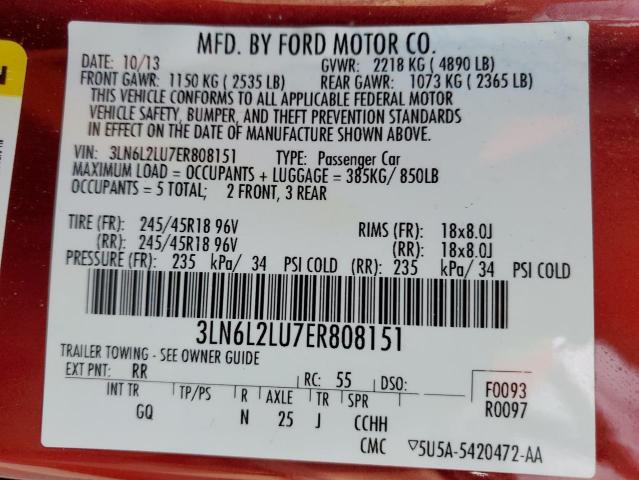 MFD. BY FORD MOTOR CO.
DATE: 10/13 GVWR: 2218 KG ( 4890 LB)
FRONT GAWR: 1150 KG ( 2535 LB) REAR GAWR: 1073 KG ( 2365 LB)
THIS VEHICLE CONFORMS TO ALL APPLICABLE FEDERAL MOTOR
VEHICLE SAFETY, BUMPER, AND THEFT PREVENTION STANDARDS
IN EFFECT ON THE DATE OF MANUFACTURE SHOWN ABOVE.
VIN: 3LN6L2LU7ER808151 TYPE: Passenger Car
MAXIMUM LOAD = OCCUPANTS + LUGGAGE = 385KG/ 850LB
OCCUPANTS = 5 TOTAL; 2 FRONT, 3 REAR
TIRE (FR): 245/45R18 96V RIMS (FR): 18x8.0J
(RR): 245/45R18 96V (RR): 18x8.0J
PRESSURE (FR): 235 kPa/ 34 PSI COLD (RR): 235 kPa/ 34 PSI COLD
3LN6L2LU7ER808151
TRAILER TOWING - SEE OWNER GUIDE
EXT PNT: RR RC: 55 DSO: F0093
INT TR TP/PS R AXLE TR SPR R0097
GQ N 25 J CCHH
CMC ▽5U5A-5420472-AA